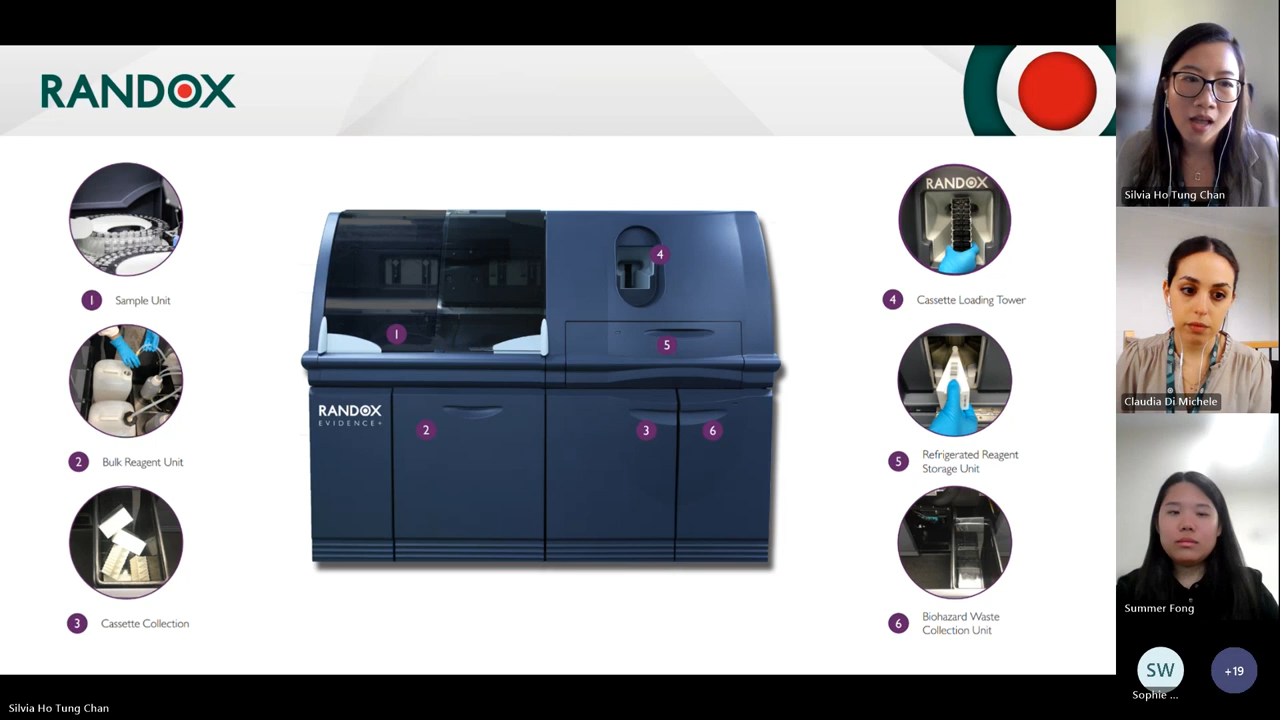 RANDOX
1 Sample Unit
2 Bulk Reagent Unit
3 Cassette Collection
1
2
3
4
5
6
RANDOX
EVIDENCE+
RANDOX
4 Cassette Loading Tower
5 Refrigerated Reagent
Storage Unit
6 Biohazard Waste
Collection Unit
Silvia Ho Tung Chan
Claudia Di Michele
Summer Fong
SW
Sophie ...
+19
Silvia Ho Tung Chan